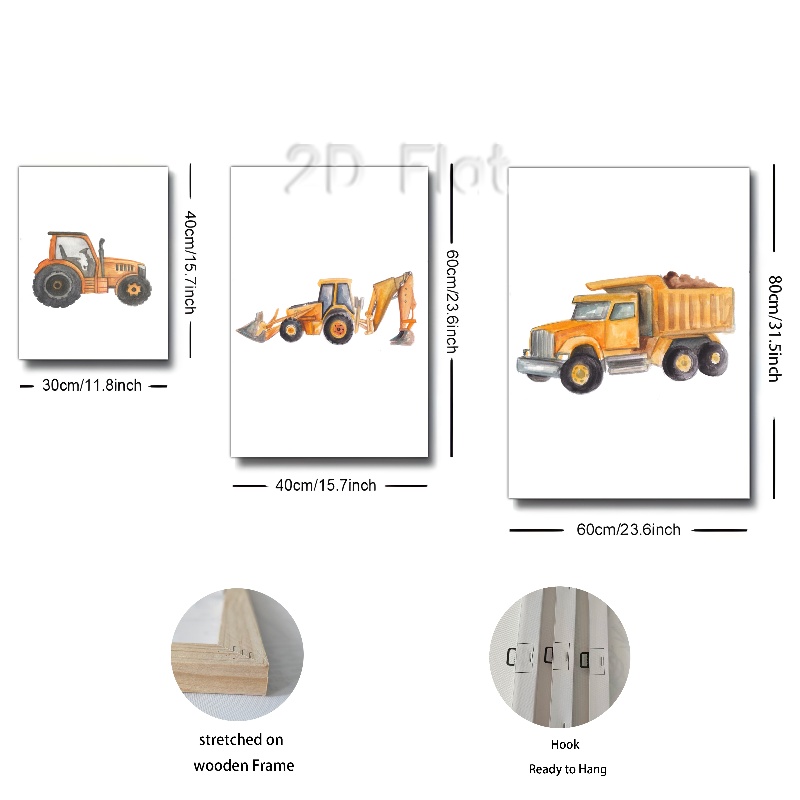 2D Flat
40cm/15.7inch
30cm/11.8inch
60cm/23.6inch
40cm/15.7inch
80cm/31.5inch
60cm/23.6inch
stretched on
wooden Frame
Hook
Ready to Hang